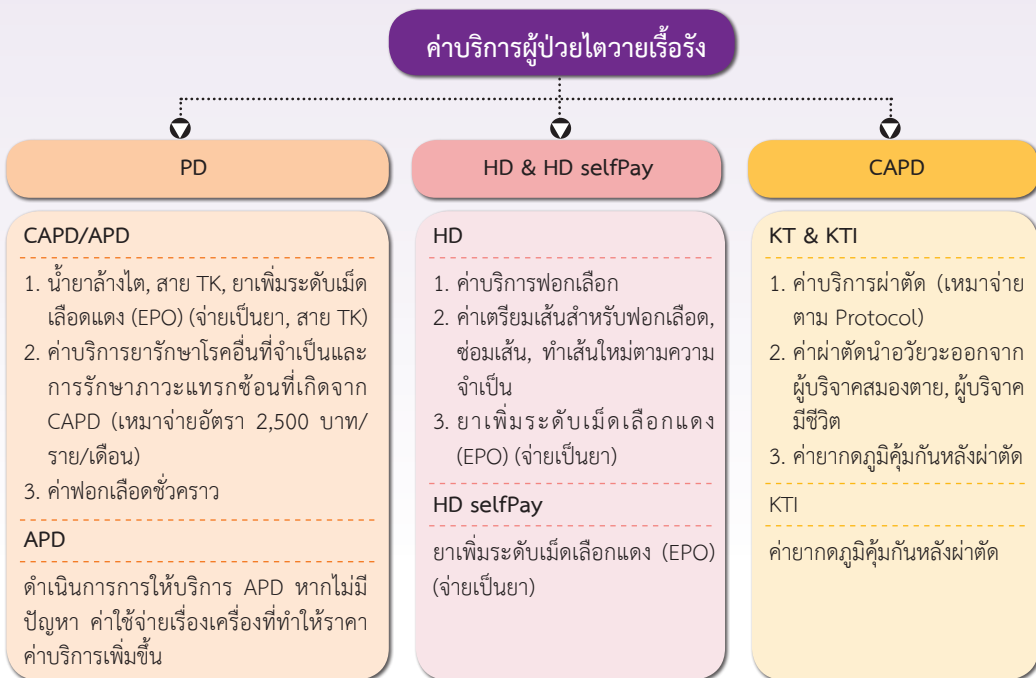 ค่าบริการผู้ป่วยไตวายเรื้อรัง
PD
CAPD/APD
1. น้ำยาล้างไต, สาย TK, ยาเพิ่มระดับเม็ด
เลือดแดง (EPO) (จ่ายเป็นยา, สาย TK)
2. ค่าบริการยารักษาโรคอื่นที่จำเป็นและ
การรักษาภาวะแทรกซ้อนที่เกิดจาก
CAPD (เหมาจ่ายอัตรา 2,500 บาท/
ราย/เดือน)
3. ค่าฟอกเลือดชั่วคราว
APD
ดำเนินการการให้บริการ APD หากไม่มี
ปัญหา ค่าใช้จ่ายเรื่องเครื่องที่ทำให้ราคา
ค่าบริการเพิ่มขึ้น
HD & HD selfPay
HD
1. ค่าบริการฟอกเลือก
2. ค่าเตรียมเส้นสำหรับฟอกเลือด,
ซ่อมเส้น, ทำเส้นใหม่ตามความ
จำเป็น
3. ยาเพิ่มระดับเม็ดเลือกแดง
(EPO) (จ่ายเป็นยา)
HD selfPay
ยาเพิ่มระดับเม็ดเลือกแดง (EPO)
(จ่ายเป็นยา)
CAPD
KT & KTI
1. ค่าบริการผ่าตัด (เหมาจ่าย
ตาม Protocol)
2. ค่าผ่าตัดนำอวัยวะออกจาก
ผู้บริจาคสมองตาย, ผู้บริจาค
มีชีวิต
3. ค่ายากดภูมิคุ้มกันหลังผ่าตัด
KTI
ค่ายากดภูมิคุ้มกันหลังผ่าตัด